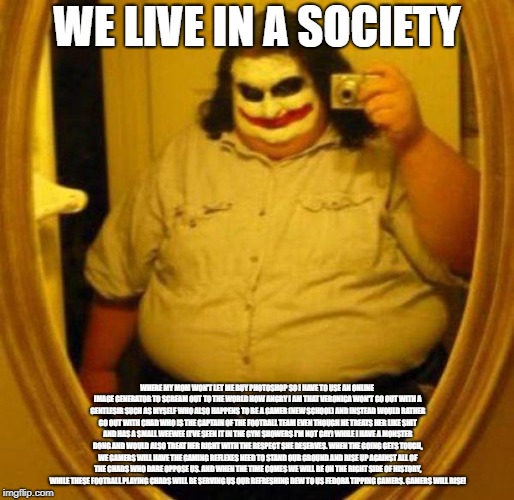 WE LIVE IN A SOCIETY
WHERE MY MOM WON'T LET ME BUY PHOTOSHOP SO I HAVE TO USE AN ONLINE
IMAGE GENERATOR TO SCREAM OUT TO THE WORLD HOW ANGRY I AM THAT VERONICA WON'T GO OUT WITH A
GENTLESIR SUCH AS MYSELF WHO ALSO HAPPENS TO BE A GAMER (NEW SCHOOL) AND INSTEAD WOULD RATHER
GO OUT WITH CHAD WHO IS THE CAPTAIN OF THE FOOTBALL TEAM EVEN THOUGH HE TREATS HER LIKE SHIT
AND HAS A SMALL WEEWEE (I'VE SEEN IT IN THE GYM SHOWERS I'M NOT GAY) WHILE I HAVE A MONSTER
DONG AND WOULD ALSO TREAT HER RIGHT WITH THE RESPECT SHE DESERVES. WHEN THE GOING GETS TOUGH,
WE GAMERS WILL HAVE THE GAMING REFLEXES NEED TO STAND OUR GROUND AND RISE UP AGAINST ALL OF
THE CHADS WHO DARE OPPOSE US. AND WHEN THE TIME COMES WE WILL BE ON THE RIGHT SIDE OF HISTORY,
WHILE THESE FOOTBALL PLAYING CHADS WILL BE SERVING US OUR REFRESHING DEW TO US FEDORA TIPPING GAMERS. GAMERS WILL RISE!
imgflip.com